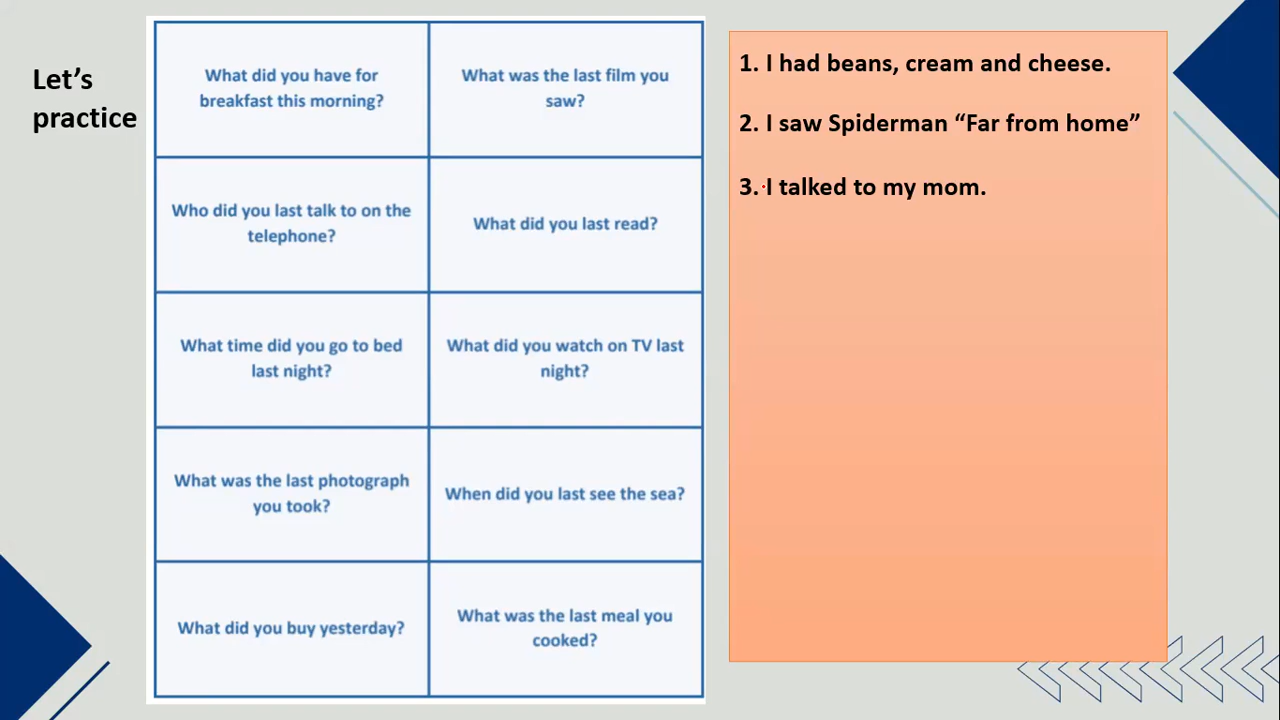 Let's
practice
What did you have for
breakfast this morning?
What was the last film you
saw?
Who did you last talk to on the
telephone?
What did you last read?
What time did you go to bed
last night?
What did you watch on TV last
night?
What was the last photograph
you took?
When did you last see the sea?
What did you buy yesterday?
What was the last meal you
cooked?
1. I had beans, cream and cheese.
2. I saw Spiderman “Far from home”
3. I talked to my mom.